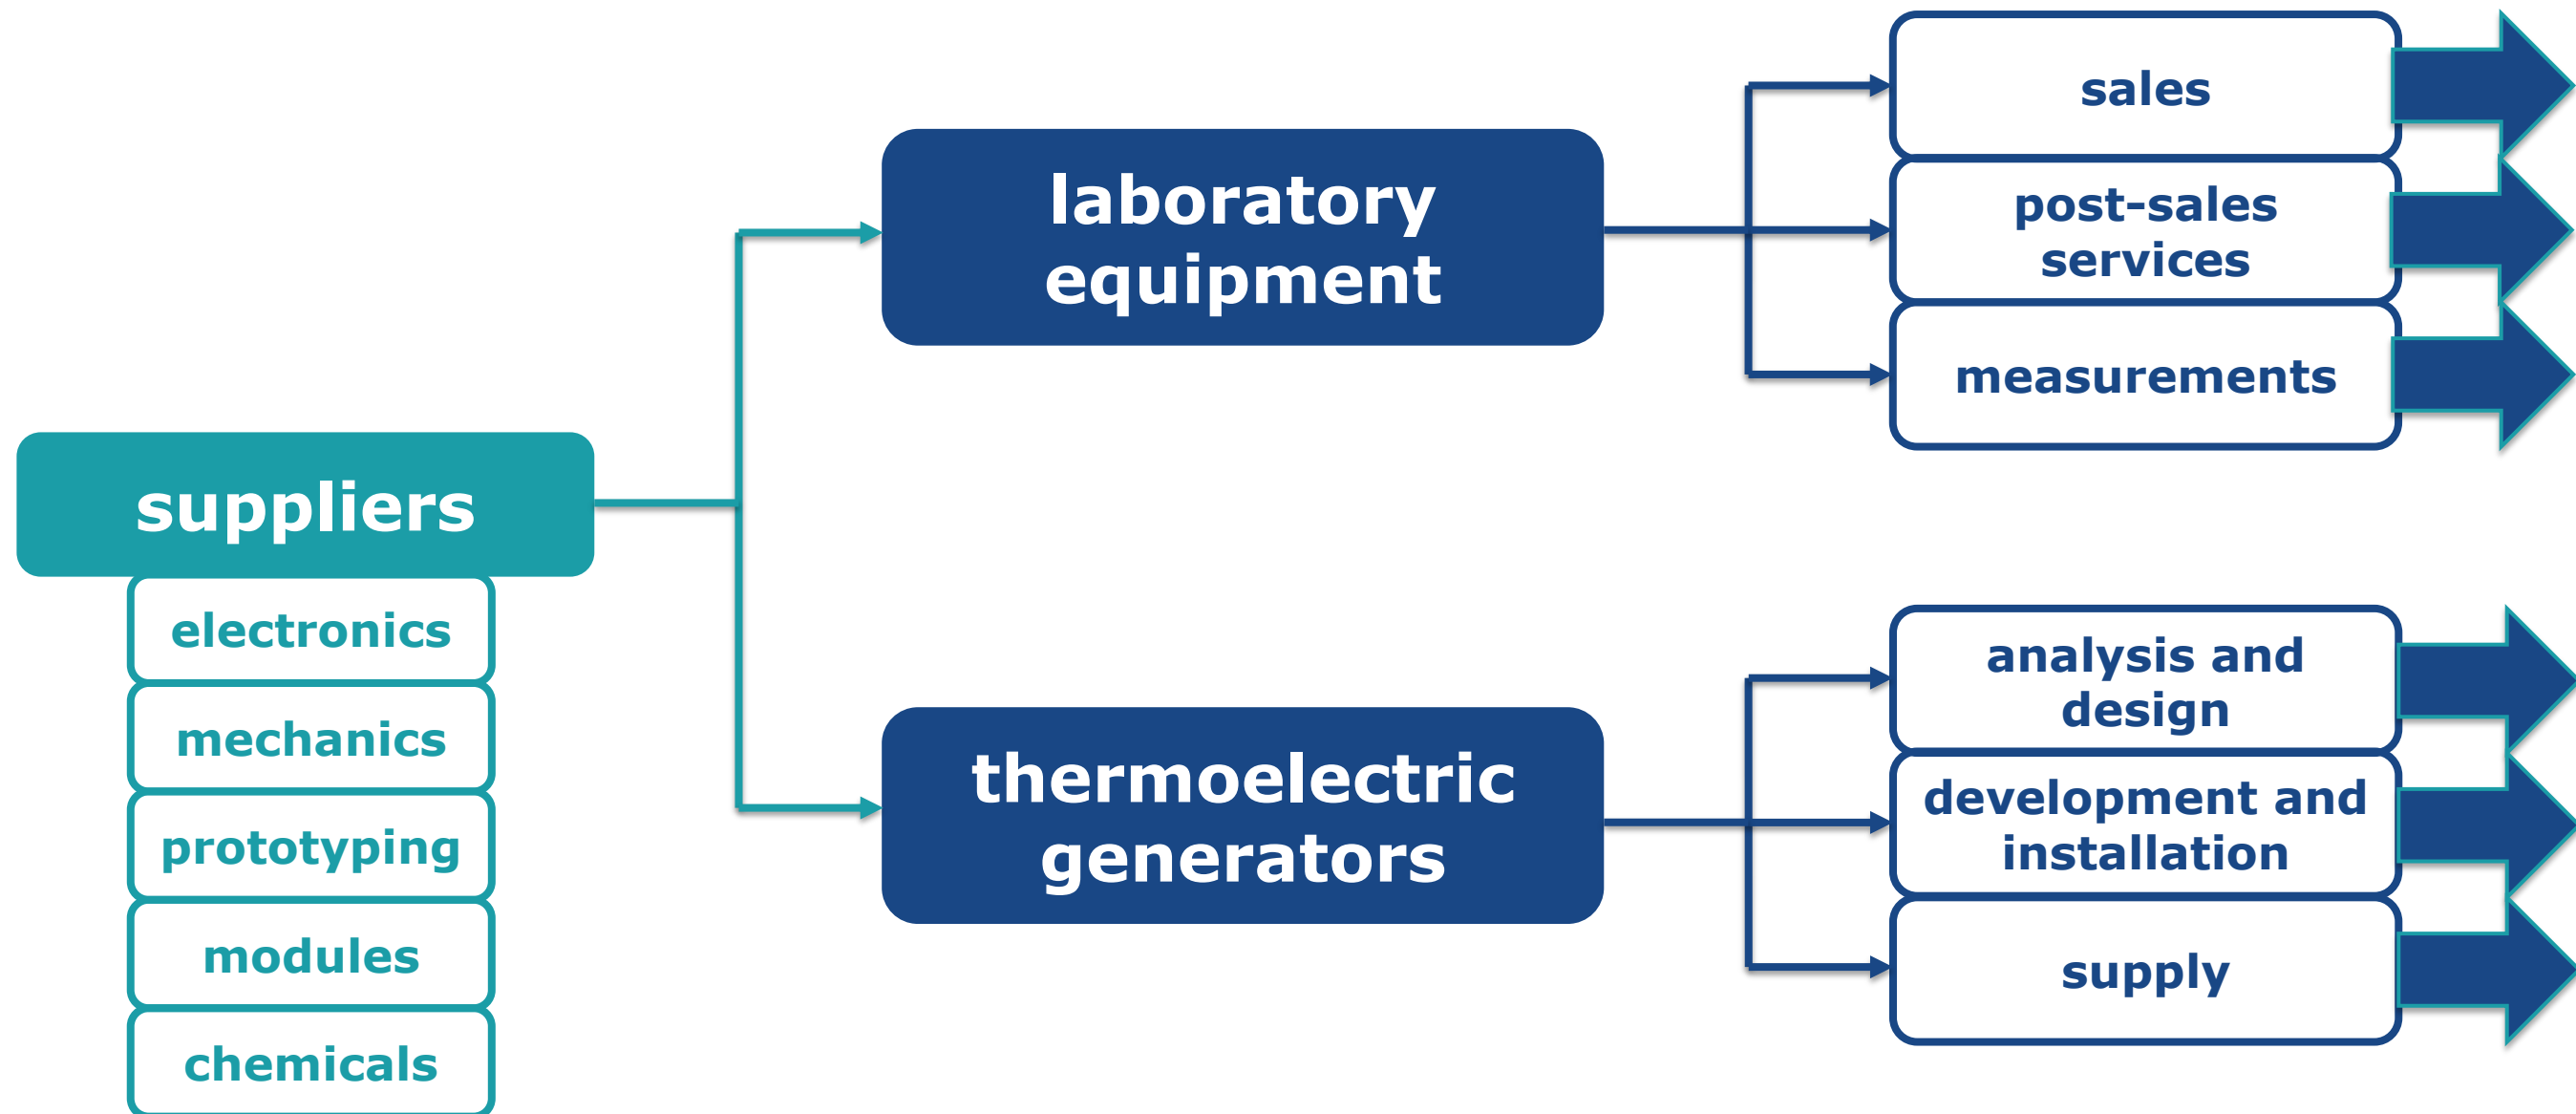 suppliers
electronics
mechanics
prototyping
modules
chemicals
laboratory
equipment
sales
post-sales
services
measurements
thermoelectric
generators
analysis and
design
development and
installation
supply